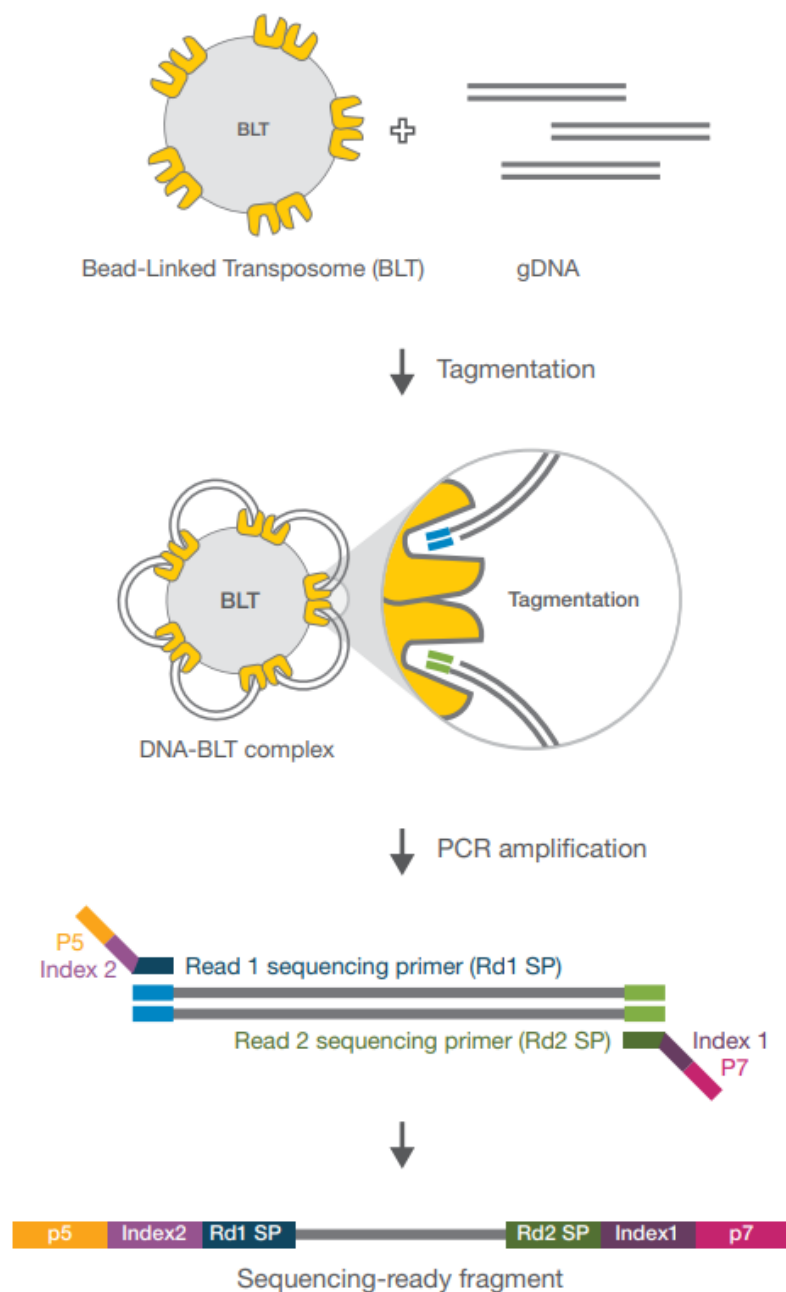 BLT
Bead-Linked Transposome (BLT)
gDNA
Tagmentation
BLT
Tagmentation
DNA-BLT complex
PCR amplification
P5
Index 2
Read 1 sequencing primer (Rd1 SP)
Read 2 sequencing primer (Rd2 SP)
Index 1
P7
p5 Index2 Rd1 SP Rd2 SP Index1 p7
Sequencing-ready fragment